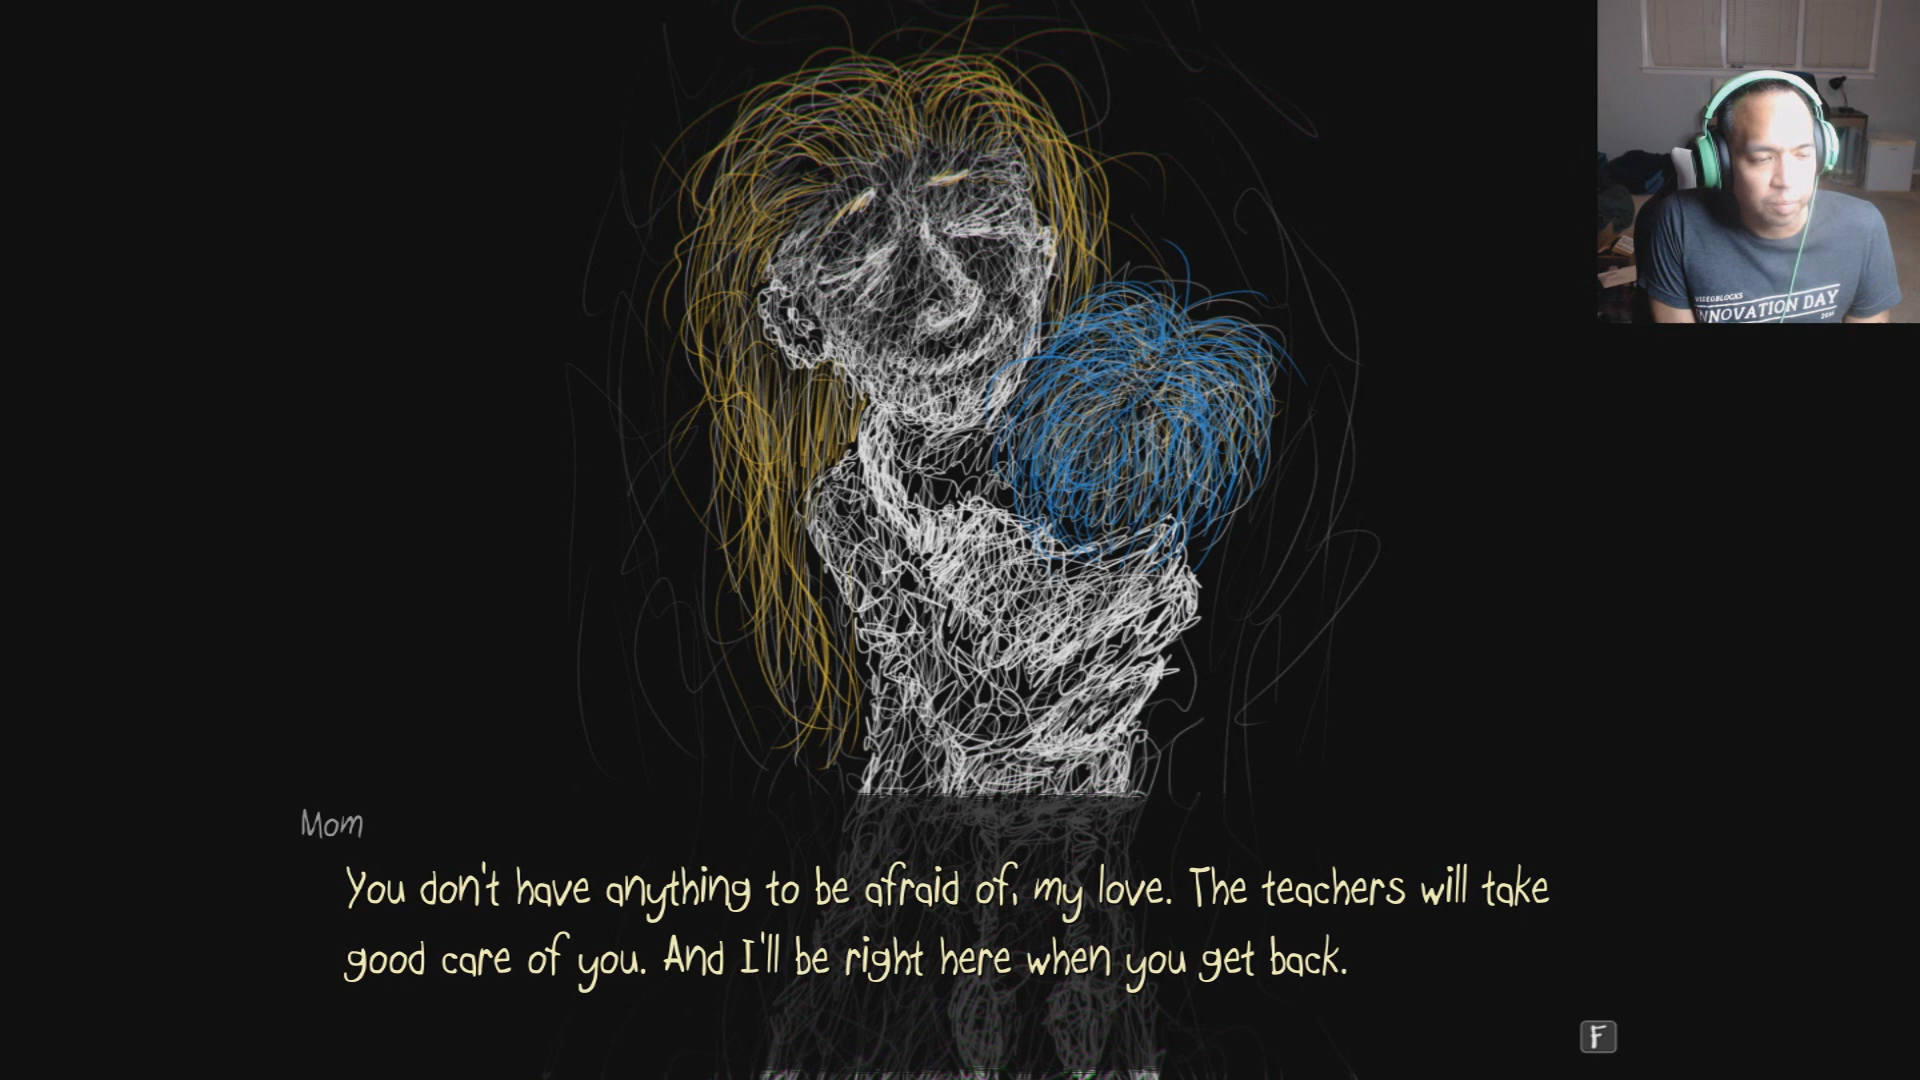 Mom
You don't have anything to be afraid of, my love. The teachers will take
good care of you. And I'll be right here when you get back.
F
INNOVATION DAY